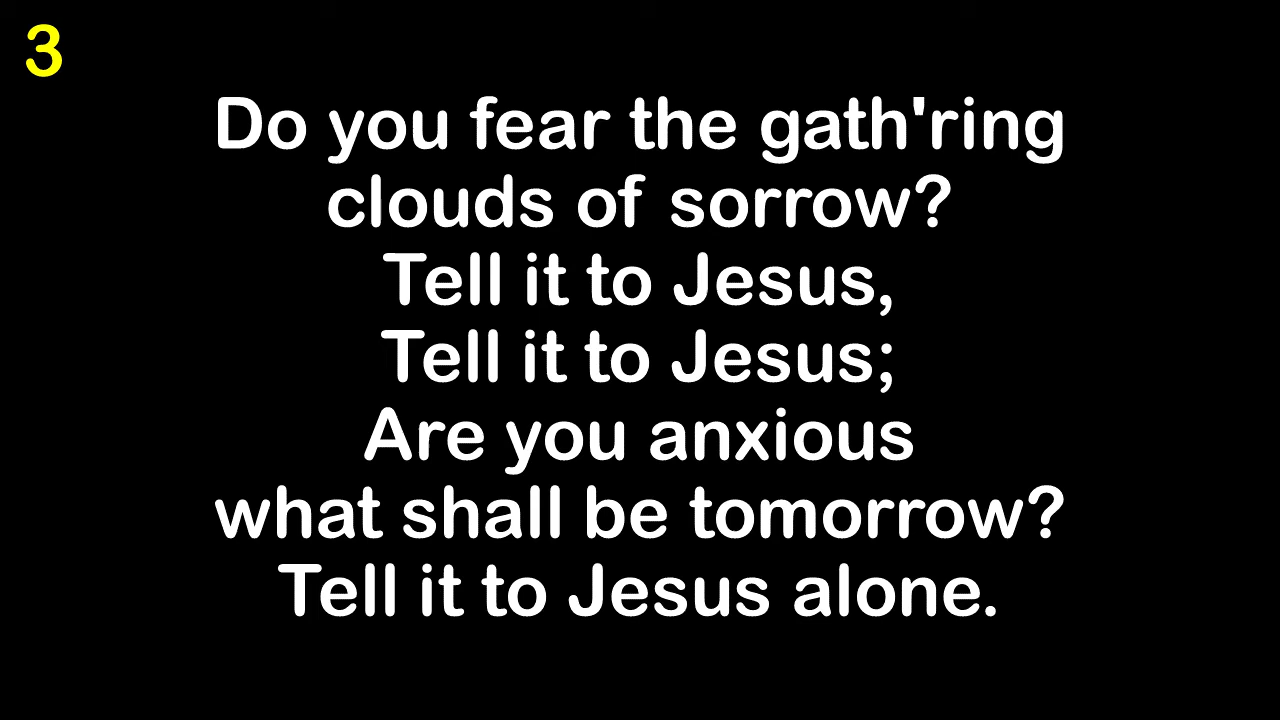 3
Do you fear the gath'ring
clouds of sorrow?
Tell it to Jesus,
Tell it to Jesus;
Are you anxious
what shall be tomorrow?
Tell it to Jesus alone.